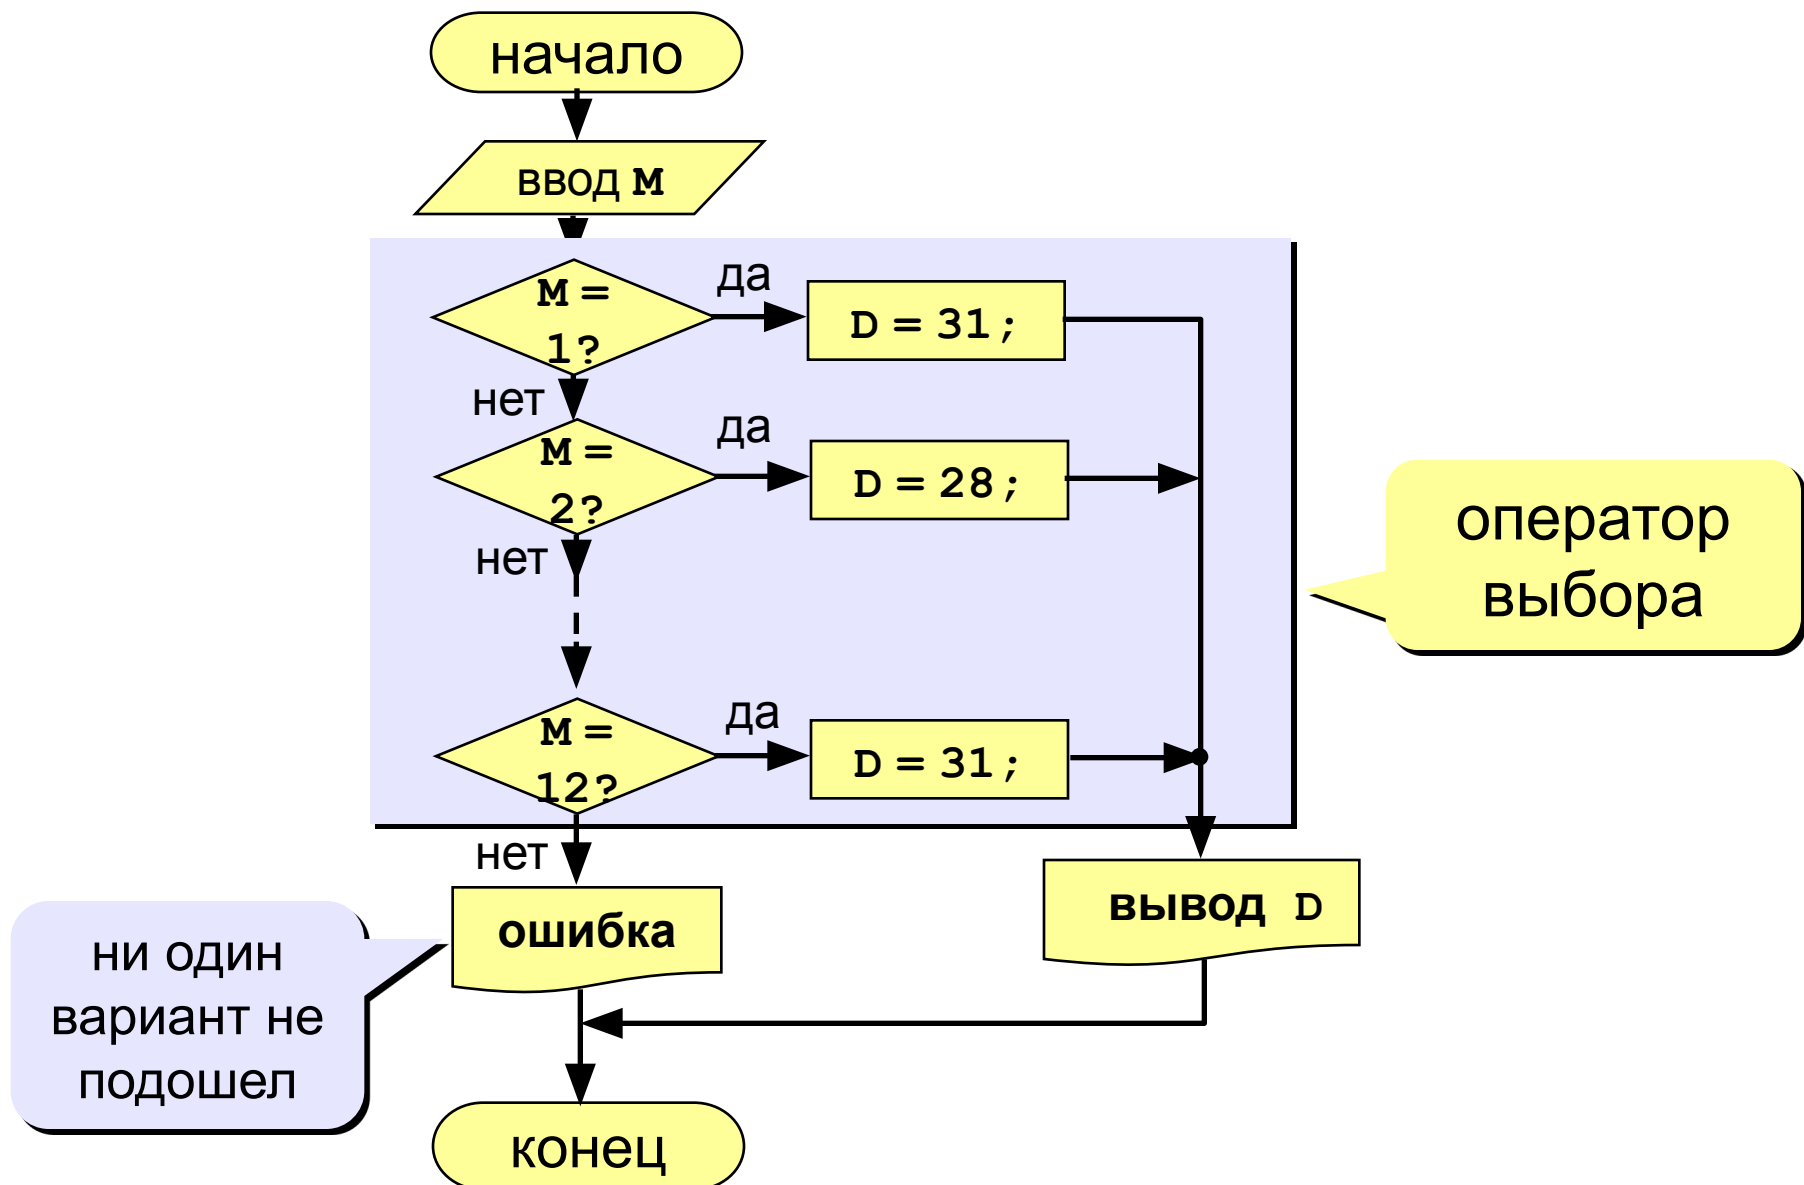 начало
ввод M
M =
1?
да
D = 31;
нет
M =
2?
да
D = 28;
нет
оператор
выбора
M =
12?
да
D = 31;
нет
ошибка
вывод D
ни один
вариант не
подошел
конец